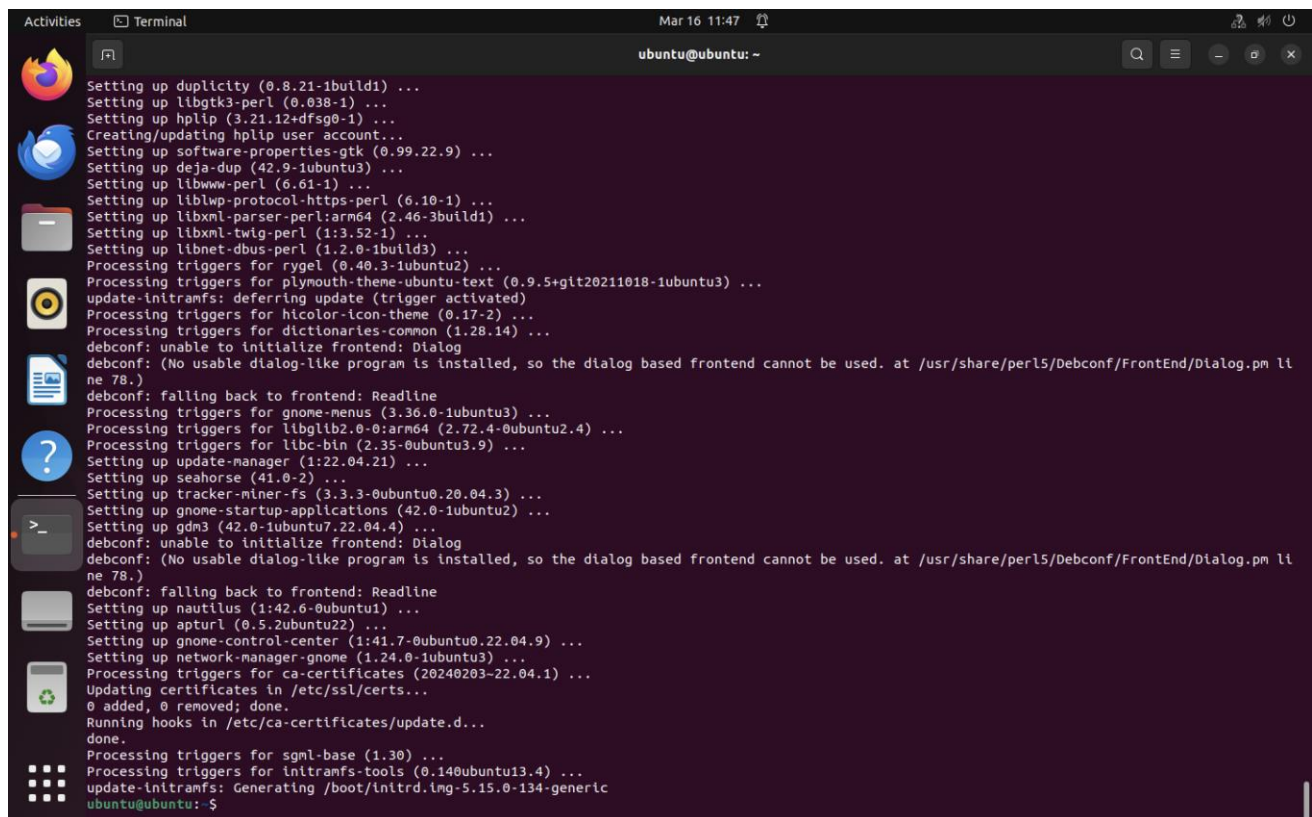 Activities Terminal Mar 16 11:47
ubuntu@ubuntu: ~
Setting up duplicity (0.8.21-1build1) ...
Setting up libgtk3-perl (0.038-1) ...
Setting up hplip (3.21.12+dfsg0-1) ...
Creating/updating hplip user account...
Setting up software-properties-gtk (0.99.22.9) ...
Setting up deja-dup (42.9-1ubuntu3) ...
Setting up libwww-perl (6.61-1) ...
Setting up liblwp-protocol-https-perl (6.10-1) ...
Setting up libxml-parser-perl:arm64 (2.46-3build1) ...
Setting up libxml-twig-perl (1:3.52-1) ...
Setting up libnet-dbus-perl (1.2.0-1build3) ...
Processing triggers for rygel (0.40.3-1ubuntu2) ...
Processing triggers for plymouth-theme-ubuntu-text (0.9.5+git20211018-1ubuntu3) ...
update-initramfs: deferring update (trigger activated)
Processing triggers for hicolor-icon-theme (0.17-2) ...
Processing triggers for dictionaries-common (1.28.14) ...
debconf: unable to initialize frontend: Dialog
debconf: (No usable dialog-like program is installed, so the dialog based frontend cannot be used. at /usr/share/perl5/Debconf/FrontEnd/Dialog.pm li
ne 78.)
debconf: falling back to frontend: Readline
Processing triggers for gnome-menus (3.36.0-1ubuntu3) ...
Processing triggers for libglib2.0-0:arm64 (2.72.4-0ubuntu2.4) ...
Processing triggers for libc-bin (2.35-0ubuntu3.9) ...
Setting up update-manager (1:22.04.21) ...
Setting up seahorse (41.0-2) ...
Setting up tracker-miner-fs (3.3.3-0ubuntu0.20.04.3) ...
Setting up gnome-startup-applications (42.0-1ubuntu2) ...
Setting up gdm3 (42.0-1ubuntu7.22.04.4) ...
debconf: unable to initialize frontend: Dialog
debconf: (No usable dialog-like program is installed, so the dialog based frontend cannot be used. at /usr/share/perl5/Debconf/FrontEnd/Dialog.pm li
ne 78.)
debconf: falling back to frontend: Readline
Setting up nautilus (1:42.6-0ubuntu1) ...
Setting up apturl (0.5.2ubuntu22) ...
Setting up gnome-control-center (1:41.7-0ubuntu0.22.04.9) ...
Setting up network-manager-gnome (1.24.0-1ubuntu3) ...
Processing triggers for ca-certificates (20240203~22.04.1) ...
Updating certificates in /etc/ssl/certs...
0 added, 0 removed; done.
Running hooks in /etc/ca-certificates/update.d...
done.
Processing triggers for sgml-base (1.30) ...
Processing triggers for initramfs-tools (0.140ubuntu13.4) ...
update-initramfs: Generating /boot/initrd.img-5.15.0-134-generic
ubuntu@ubuntu:~$